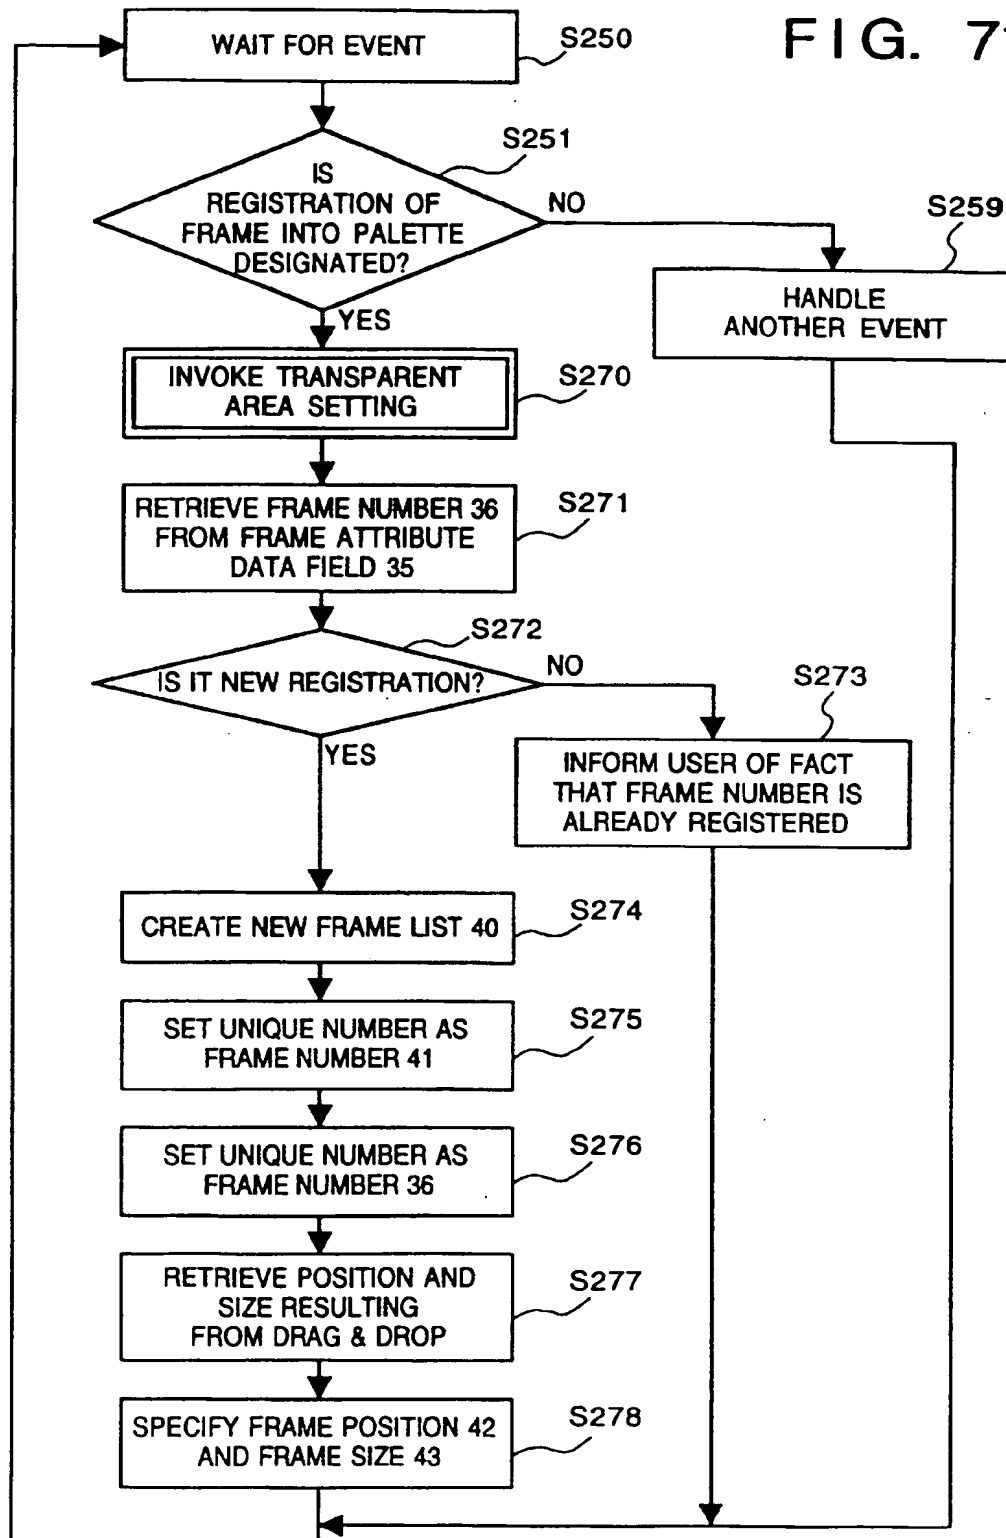 FIG. 7
WAIT FOR EVENT
S250
S251
IS
REGISTRATION OF
FRAME INTO PALETTE
DESIGNATED?
NO
YES
S259
HANDLE
ANOTHER EVENT
INVOKE TRANSPARENT
AREA SETTING
S270
RETRIEVE FRAME NUMBER 36
FROM FRAME ATTRIBUTE
DATA FIELD 35
S271
S272
IS IT NEW REGISTRATION?
NO
YES
S273
INFORM USER OF FACT
THAT FRAME NUMBER IS
ALREADY REGISTERED
CREATE NEW FRAME LIST 40
S274
SET UNIQUE NUMBER AS
FRAME NUMBER 41
S275
SET UNIQUE NUMBER AS
FRAME NUMBER 36
S276
RETRIEVE POSITION AND
SIZE RESULTING
FROM DRAG & DROP
S277
SPECIFY FRAME POSITION 42
AND FRAME SIZE 43
S278